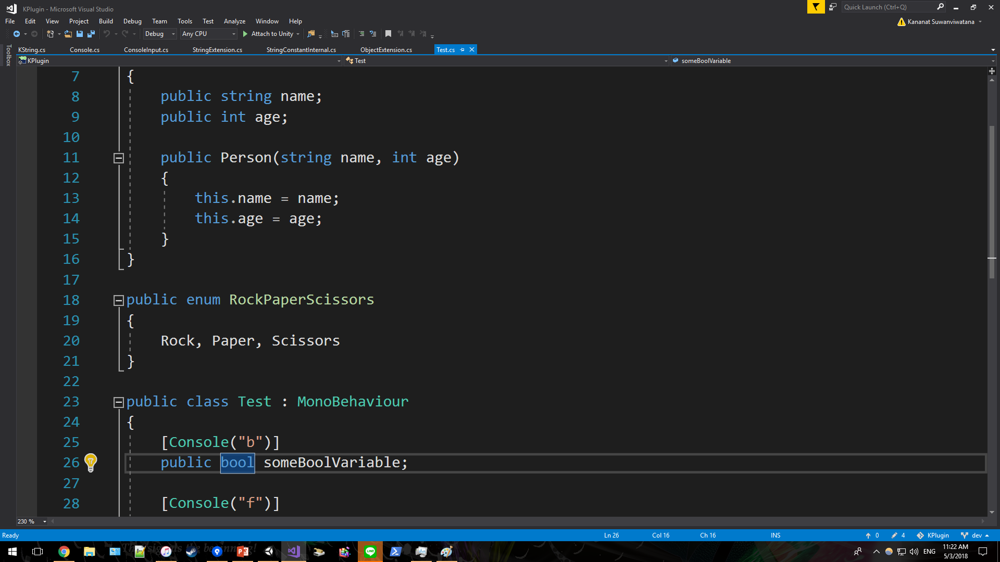 KPlugin - Microsoft Visual Studio
Quick Launch (Ctrl+Q)
File Edit View Project Build Debug Team Tools Test Analyze Window Help
Kananat Suwanviwatana
Debug Any CPU Attach to Unity
Toolbox
KString.cs Console.cs ConsoleInput.cs StringExtension.cs StringConstantInternal.cs ObjectExtension.cs Test.cs
KPlugin Test someBoolVariable
7 {
8 public string name;
9 public int age;
10
11 public Person(string name, int age)
12 {
13 this.name = name;
14 this.age = age;
15 }
16 }
17
18 public enum RockPaperScissors
19 {
20 Rock, Paper, Scissors
21 }
22
23 public class Test : MonoBehaviour
24 {
25 [Console("b")]
26 public bool someBoolVariable;
27
28 [Console("f")]
230 %
Ready Ln 26 Col 16 Ch 16 INS 0 4 KPlugin dev
LINE
ENG 11:22 AM
5/3/2018